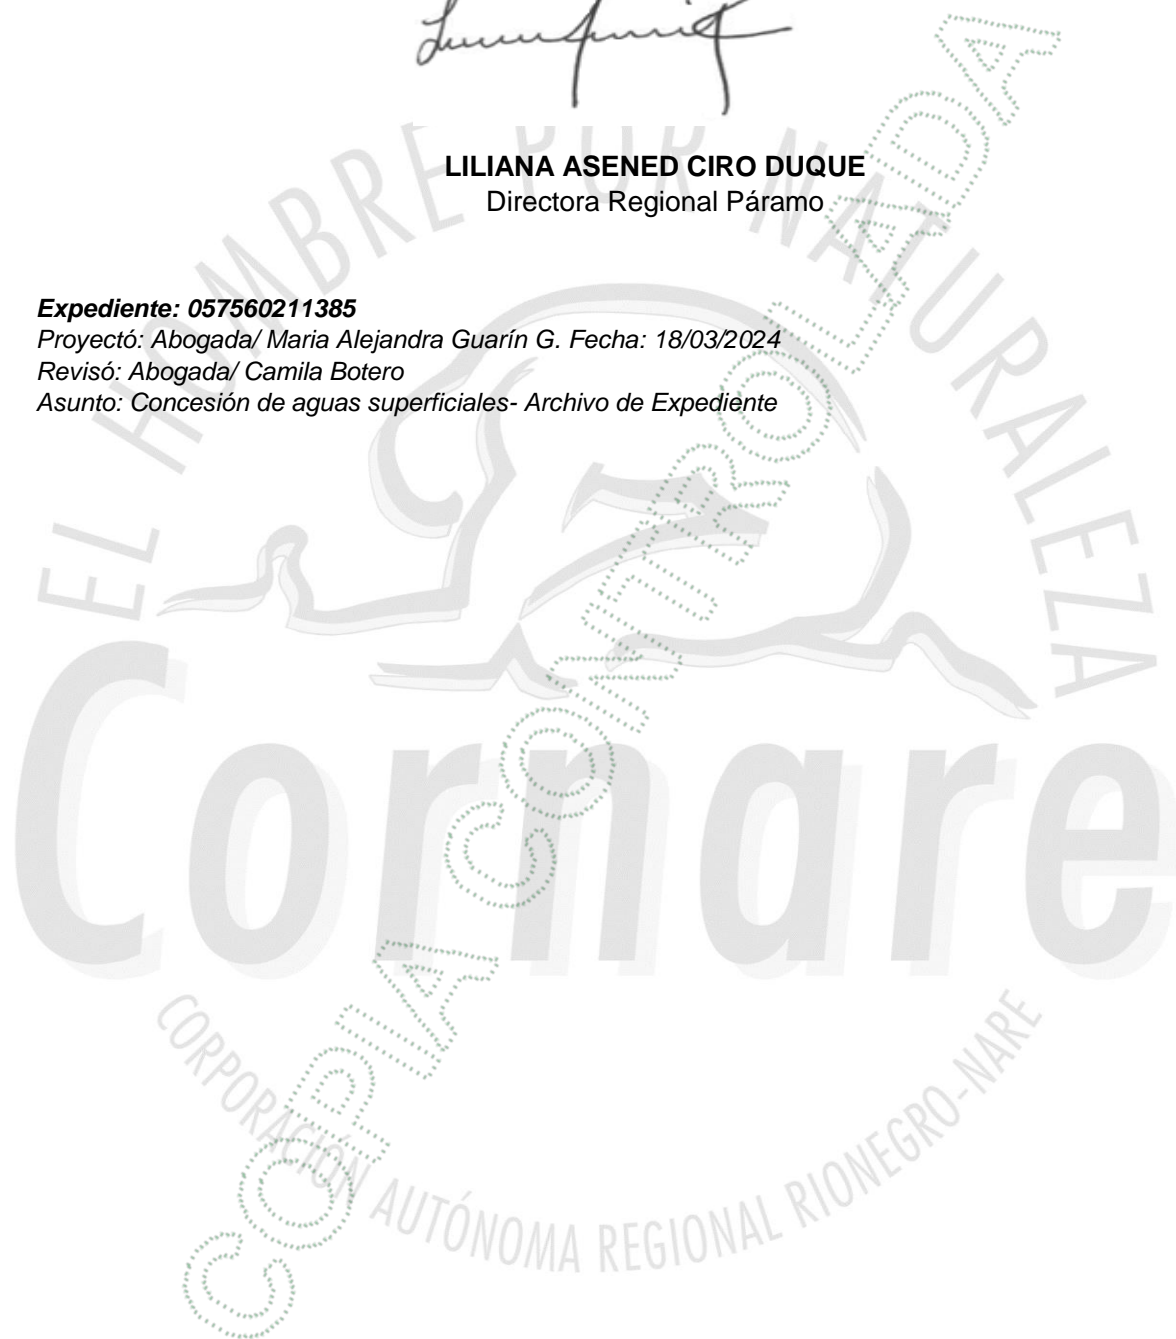 LILIANA ASENED CIRO DUQUE
Directora Regional Páramo
Expediente: 057560211385
Proyectó: Abogada/ Maria Alejandra Guarín G. Fecha: 18/03/2024
Revisó: Abogada/ Camila Botero
Asunto: Concesión de aguas superficiales- Archivo de Expediente
EL HOMBRE POR NATURALEZA
Cornare
CORPORACIÓN AUTÓNOMA REGIONAL RIONEGRO-NARE
COPIA CONTROLADA